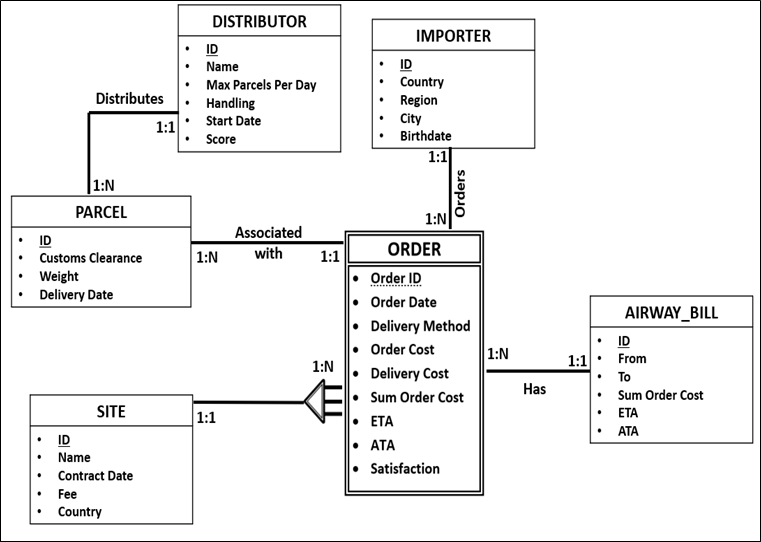 DISTRIBUTOR
• ID
• Name
• Max Parcels Per Day
• Handling
• Start Date
• Score
IMPORTER
• ID
• Country
• Region
• City
• Birthdate
Distributes
1:1
1:N
1:1
Orders
1:N
PARCEL
• ID
• Customs Clearance
• Weight
• Delivery Date
Associated
with
1:N
1:1
ORDER
• Order ID
• Order Date
• Delivery Method
• Order Cost
• Delivery Cost
• Sum Order Cost
• ETA
• ATA
• Satisfaction
1:N
1:1
Has
AIRWAY_BILL
• ID
• From
• To
• Sum Order Cost
• ETA
• ATA
1:N
1:1
SITE
• ID
• Name
• Contract Date
• Fee
• Country